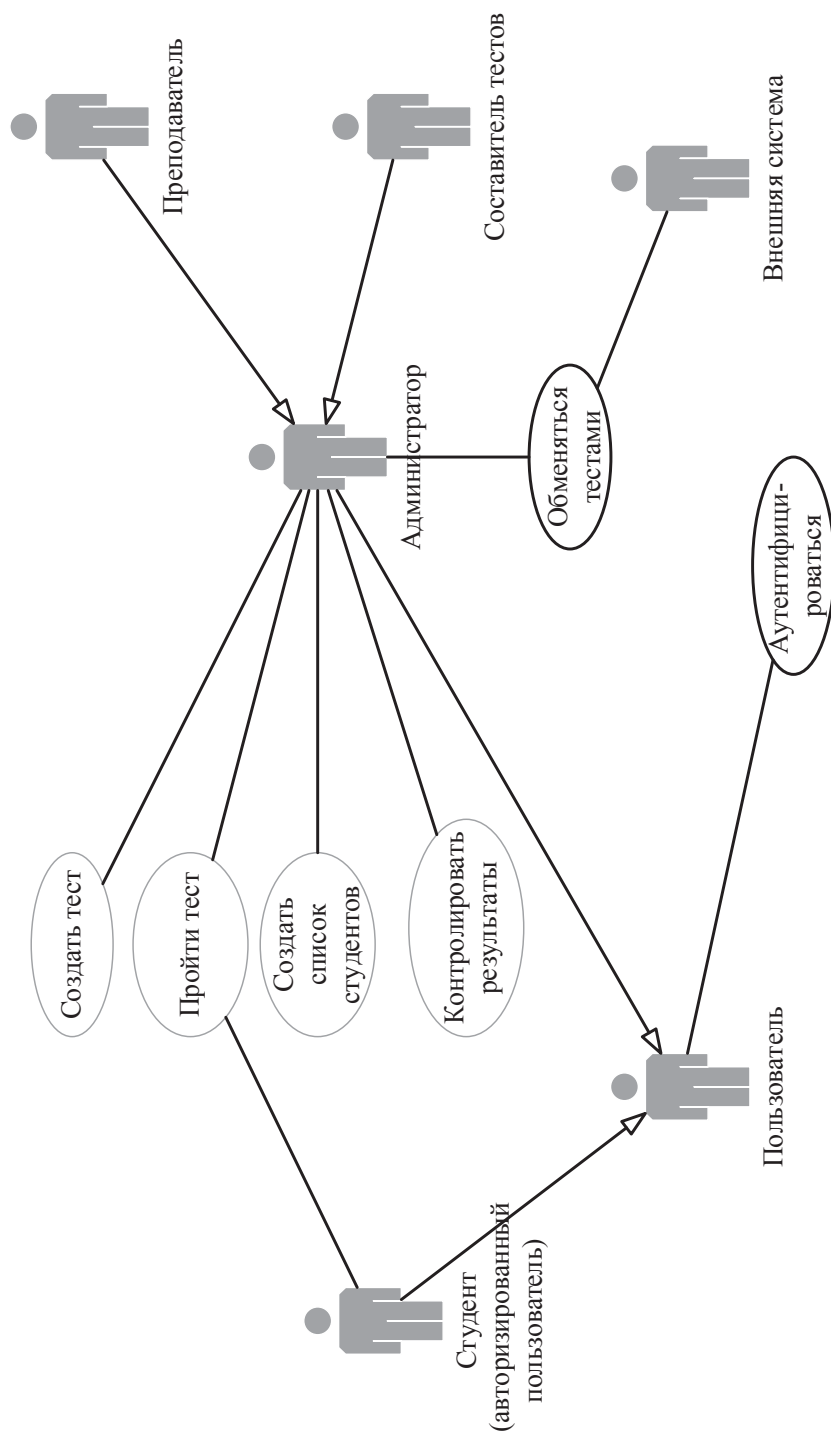 Преподаватель
Составитель тестов
Внешняя система
Администратор
Обменяться
тестами
Аутентифици-
роваться
Создать тест
Пройти тест
Создать
список
студентов
Контролировать
результаты
Пользователь
Студент
(авторизированный
пользователь)